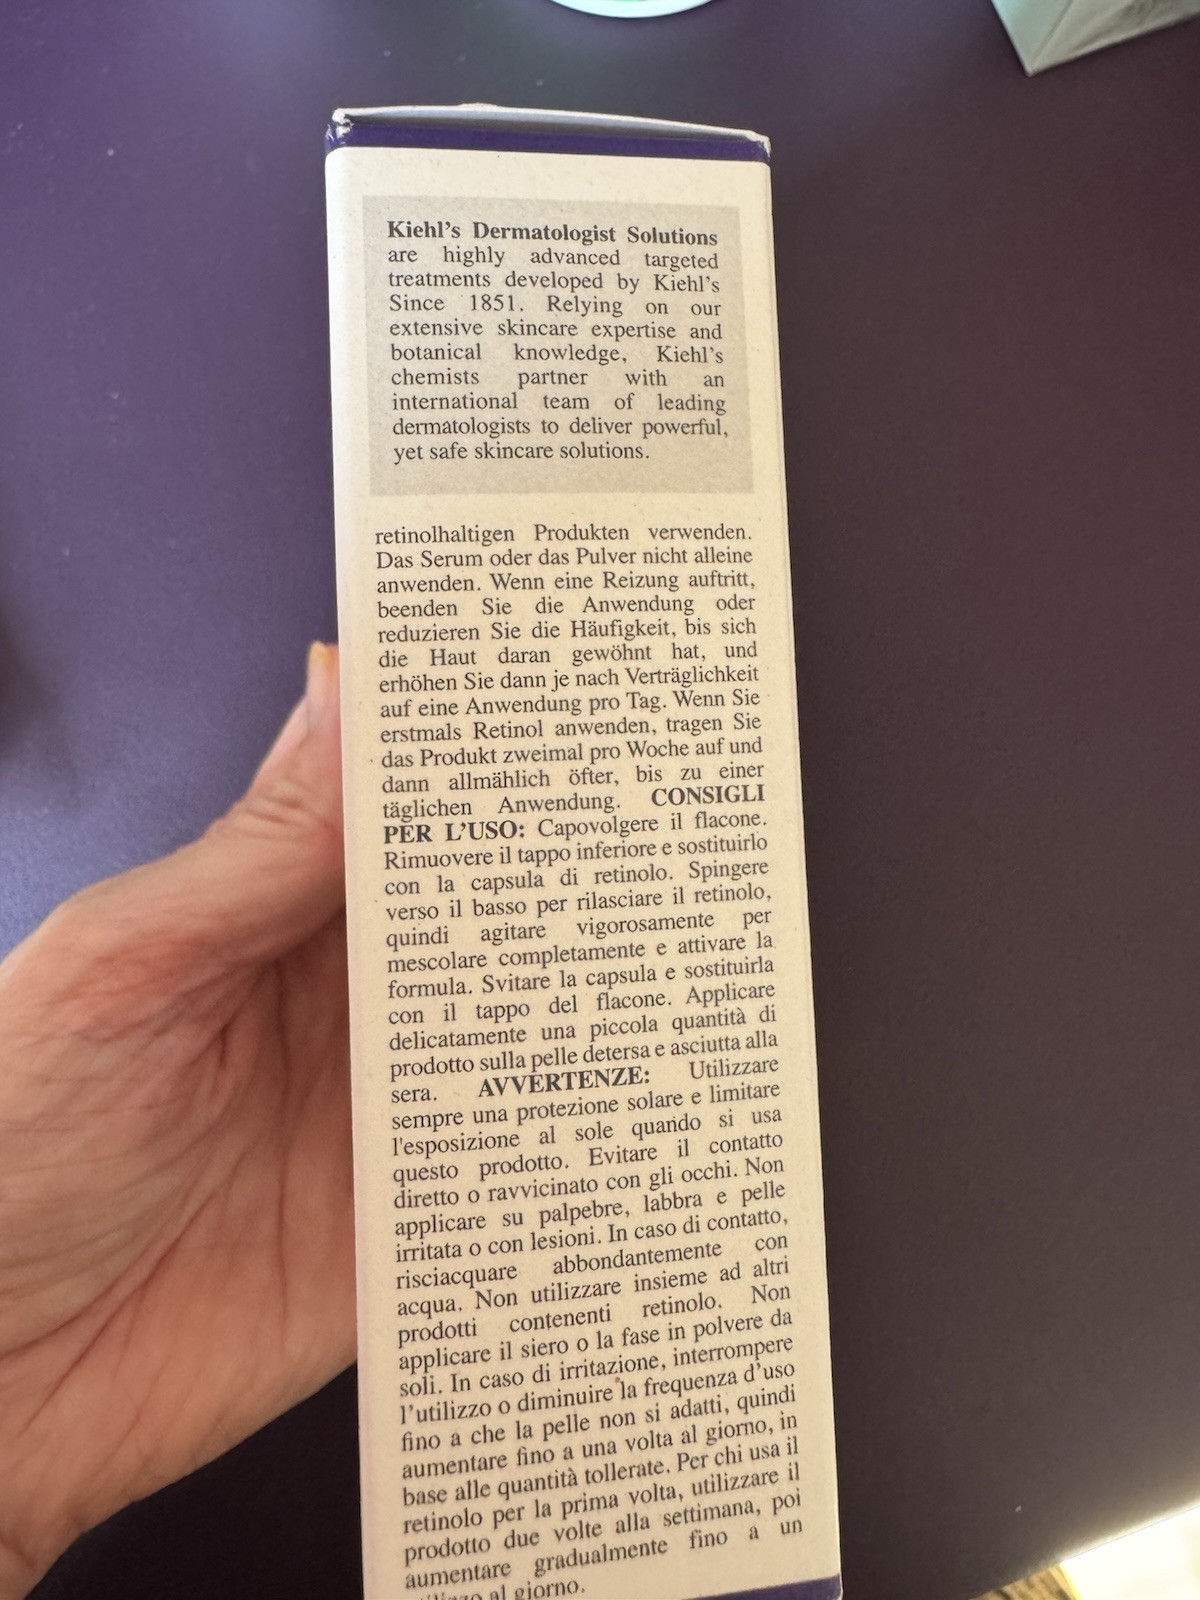 Kiehl's Dermatologist Solutions
are highly advanced targeted
treatments developed by Kiehl's
Since 1851. Relying on our
extensive skincare expertise and
botanical knowledge, Kiehl's
chemists partner with an
international team of leading
dermatologists to deliver powerful,
yet safe skincare solutions.
retinolhaltigen Produkten verwenden.
Das Serum oder das Pulver nicht alleine
anwenden. Wenn eine Reizung auftritt,
beenden Sie die Anwendung oder
reduzieren Sie die Häufigkeit, bis sich
die Haut daran gewöhnt hat, und
erhöhen Sie dann je nach Verträglichkeit
auf eine Anwendung pro Tag. Wenn Sie
erstmals Retinol anwenden, tragen Sie
das Produkt zweimal pro Woche auf und
dann allmählich öfter, bis zu einer
täglichen Anwendung. CONSIGLI
PER L'USO: Capovolgere il flacone.
Rimuovere il tappo inferiore e sostituirlo
con la capsula di retinolo. Spingere
verso il basso per rilasciare il retinolo,
quindi agitare vigorosamente per
mescolare completamente e attivare la
formula. Svitare la capsula e sostituirla
con il tappo del flacone. Applicare
delicatamente una piccola quantità di
prodotto sulla pelle detersa e asciutta alla
sera. AVVERTENZE: Utilizzare
sempre una protezione solare e limitare
l'esposizione al sole quando si usa
questo prodotto. Evitare il contatto
diretto o ravvicinato con gli occhi. Non
applicare su palpebre, labbra e pelle
irritata o con lesioni. In caso di contatto,
risciacquare abbondantemente con
acqua. Non utilizzare insieme ad altri
prodotti contenenti retinolo. Non
applicare il siero o la fase in polvere da
soli. In caso di irritazione, interrompere
l'utilizzo o diminuire la frequenza d'uso
fino a che la pelle non si adatti, quindi
aumentare fino a una volta al giorno, in
base alle quantità tollerate. Per chi usa il
retinolo per la prima volta, utilizzare il
prodotto due volte alla settimana, poi
aumentare gradualmente fino a un
al giorno.